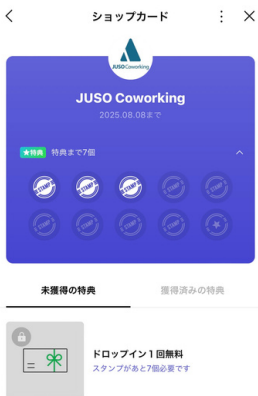 ショップカード
JUSO Coworking
JUSO Coworking
2025.08.08まで
★特典 特典まで7個
未獲得の特典
獲得済みの特典
ドロップイン1回無料
スタンプがあと7個必要です